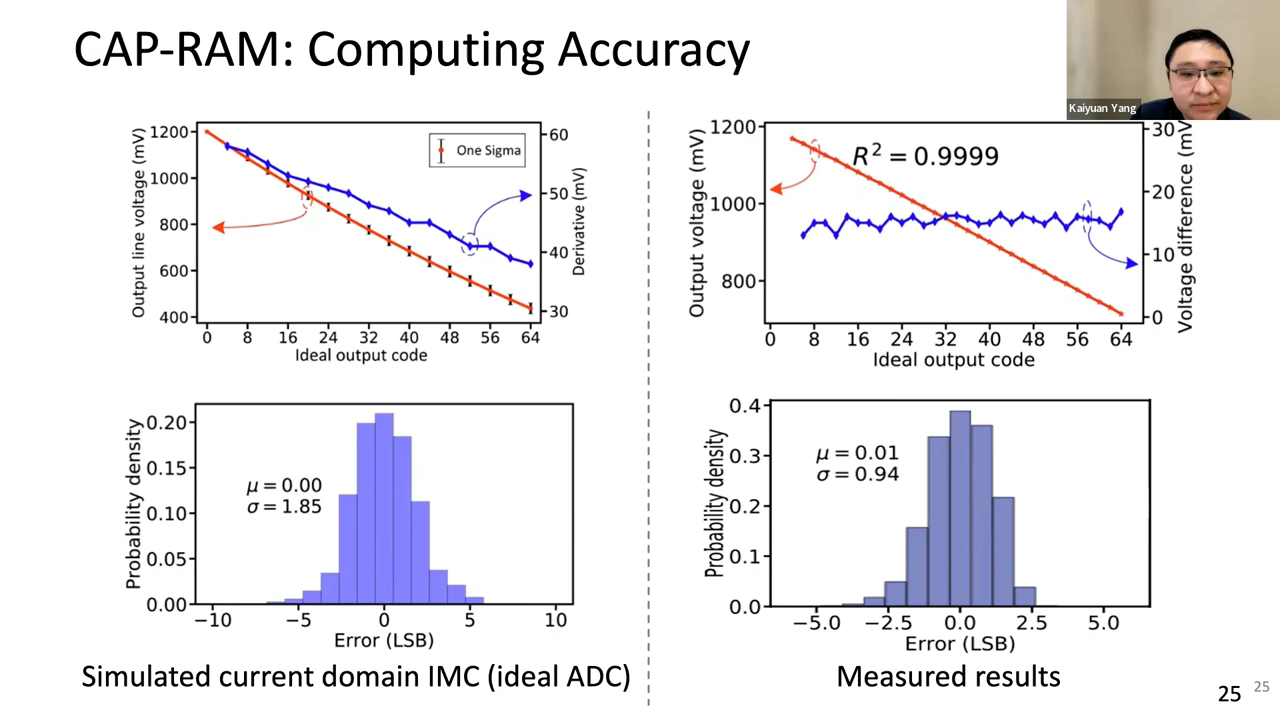 CAP-RAM: Computing Accuracy
Kaiyuan Yang
Output line voltage (mV)
1200
1000
800
600
400
One Sigma
60
50
40
30
Derivative (mV)
0 8 16 24 32 40 48 56 64
Ideal output code
Output voltage (mV)
1200
1000
800
R² = 0.9999
30
20
10
0
Voltage difference (mV)
0 8 16 24 32 40 48 56 64
Ideal output code
Probability density
0.20
0.15
0.10
0.05
0.00
μ = 0.00
σ = 1.85
−10 −5 0 5 10
Error (LSB)
Simulated current domain IMC (ideal ADC)
Probability density
0.4
0.3
0.2
0.1
0.0
μ = 0.01
σ = 0.94
−5.0 −2.5 0.0 2.5 5.0
Error (LSB)
Measured results
25
25